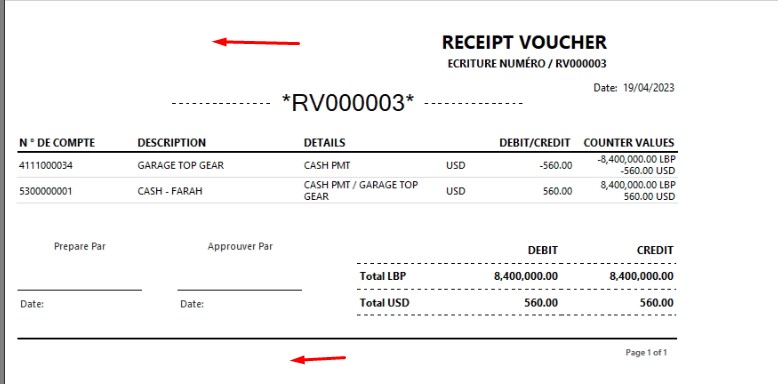 RECEIPT VOUCHER
ECRITURE NUMÉRO / RV000003
Date: 19/04/2023
*RV000003*
N ° DE COMPTE DESCRIPTION DETAILS DEBIT/CREDIT COUNTER VALUES
4111000034 GARAGE TOP GEAR CASH PMT USD -560.00 -8,400,000.00 LBP
-560.00 USD
5300000001 CASH - FARAH CASH PMT / GARAGE TOP USD 560.00 8,400,000.00 LBP
GEAR 560.00 USD
Prepare Par Approuver Par
DEBIT CREDIT
Total LBP 8,400,000.00 8,400,000.00
Date: Date: Total USD 560.00 560.00
Page 1 of 1